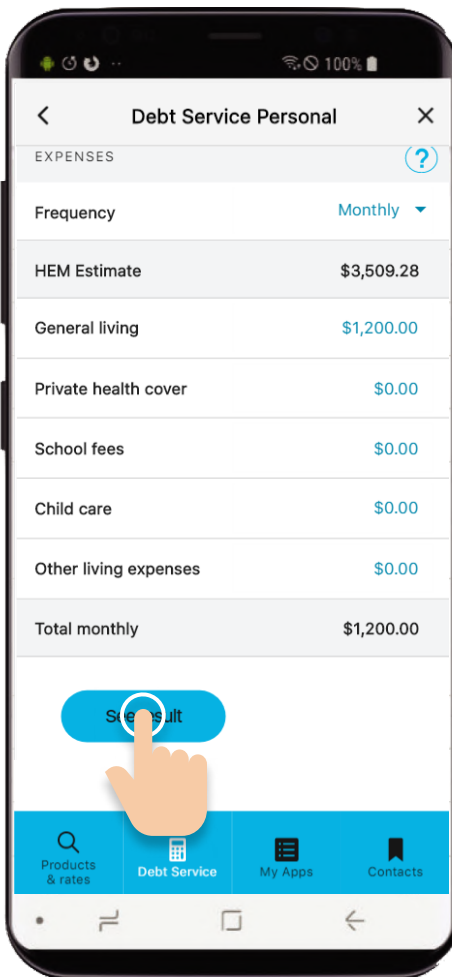 100%
Debt Service Personal
EXPENSES
?
Frequency Monthly
HEM Estimate $3,509.28
General living $1,200.00
Private health cover $0.00
School fees $0.00
Child care $0.00
Other living expenses $0.00
Total monthly $1,200.00
See result
Products
& rates
Debt Service
My Apps
Contacts